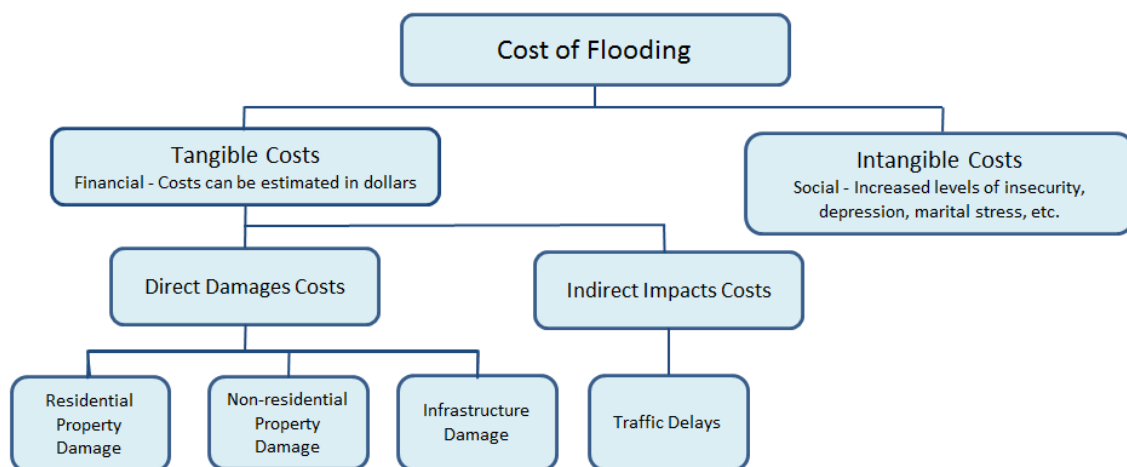 Cost of Flooding
Tangible Costs
Financial - Costs can be estimated in dollars
Intangible Costs
Social - Increased levels of insecurity,
depression, marital stress, etc.
Direct Damages Costs
Indirect Impacts Costs
Residential
Property
Damage
Non-residential
Property
Damage
Infrastructure
Damage
Traffic Delays